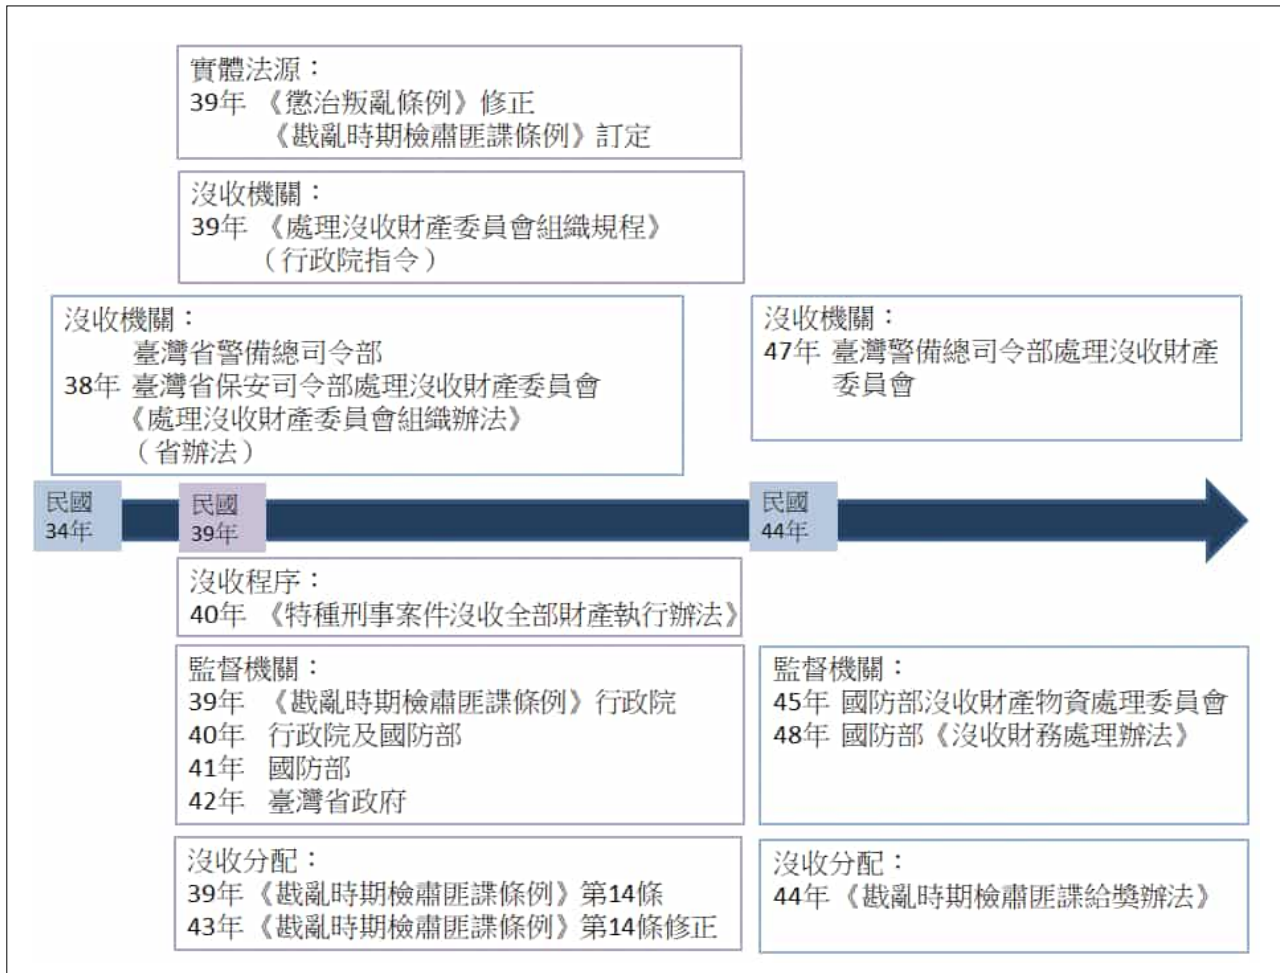 實體法源：
39年 《懲治叛亂條例》修正
《戡亂時期檢肅匪諜條例》訂定
沒收機關：
39年 《處理沒收財產委員會組織規程》
（行政院指令）
沒收機關：
臺灣省警備總司令部
38年 臺灣省保安司令部處理沒收財產委員會
《處理沒收財產委員會組織辦法》
（省辦法）
沒收機關：
47年 臺灣警備總司令部處理沒收財產
委員會
民國
34年
民國
39年
民國
44年
沒收程序：
40年 《特種刑事案件沒收全部財產執行辦法》
監督機關：
39年 《戡亂時期檢肅匪諜條例》行政院
40年 行政院及國防部
41年 國防部
42年 臺灣省政府
監督機關：
45年 國防部沒收財產物資處理委員會
48年 國防部《沒收財務處理辦法》
沒收分配：
39年《戡亂時期檢肅匪諜條例》第14條
43年《戡亂時期檢肅匪諜條例》第14條修正
沒收分配：
44年《戡亂時期檢肅匪諜給獎辦法》